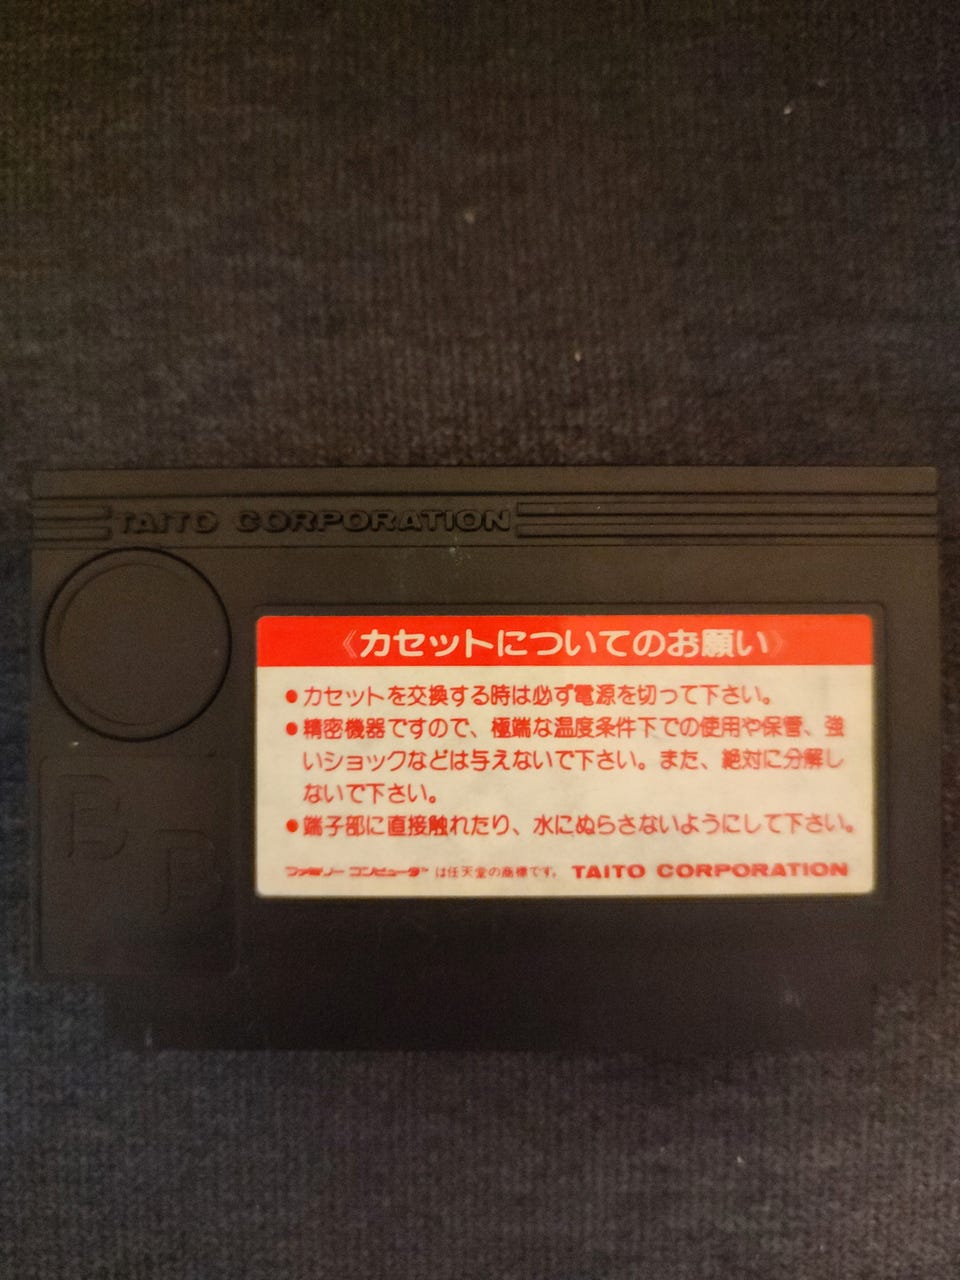 TAITO CORPORATION
《カセットについてのお願い》
●カセットを交換する時は必ず電源を切って下さい。
●精密機器ですので、極端な温度条件下での使用や保管、強
いショックなどは与えないで下さい。また、絶対に分解し
ないで下さい。
●端子部に直接触れたり、水にぬらさないようにして下さい。
ファミリーコンピュータ™ は任天堂の商標です。 TAITO CORPORATION